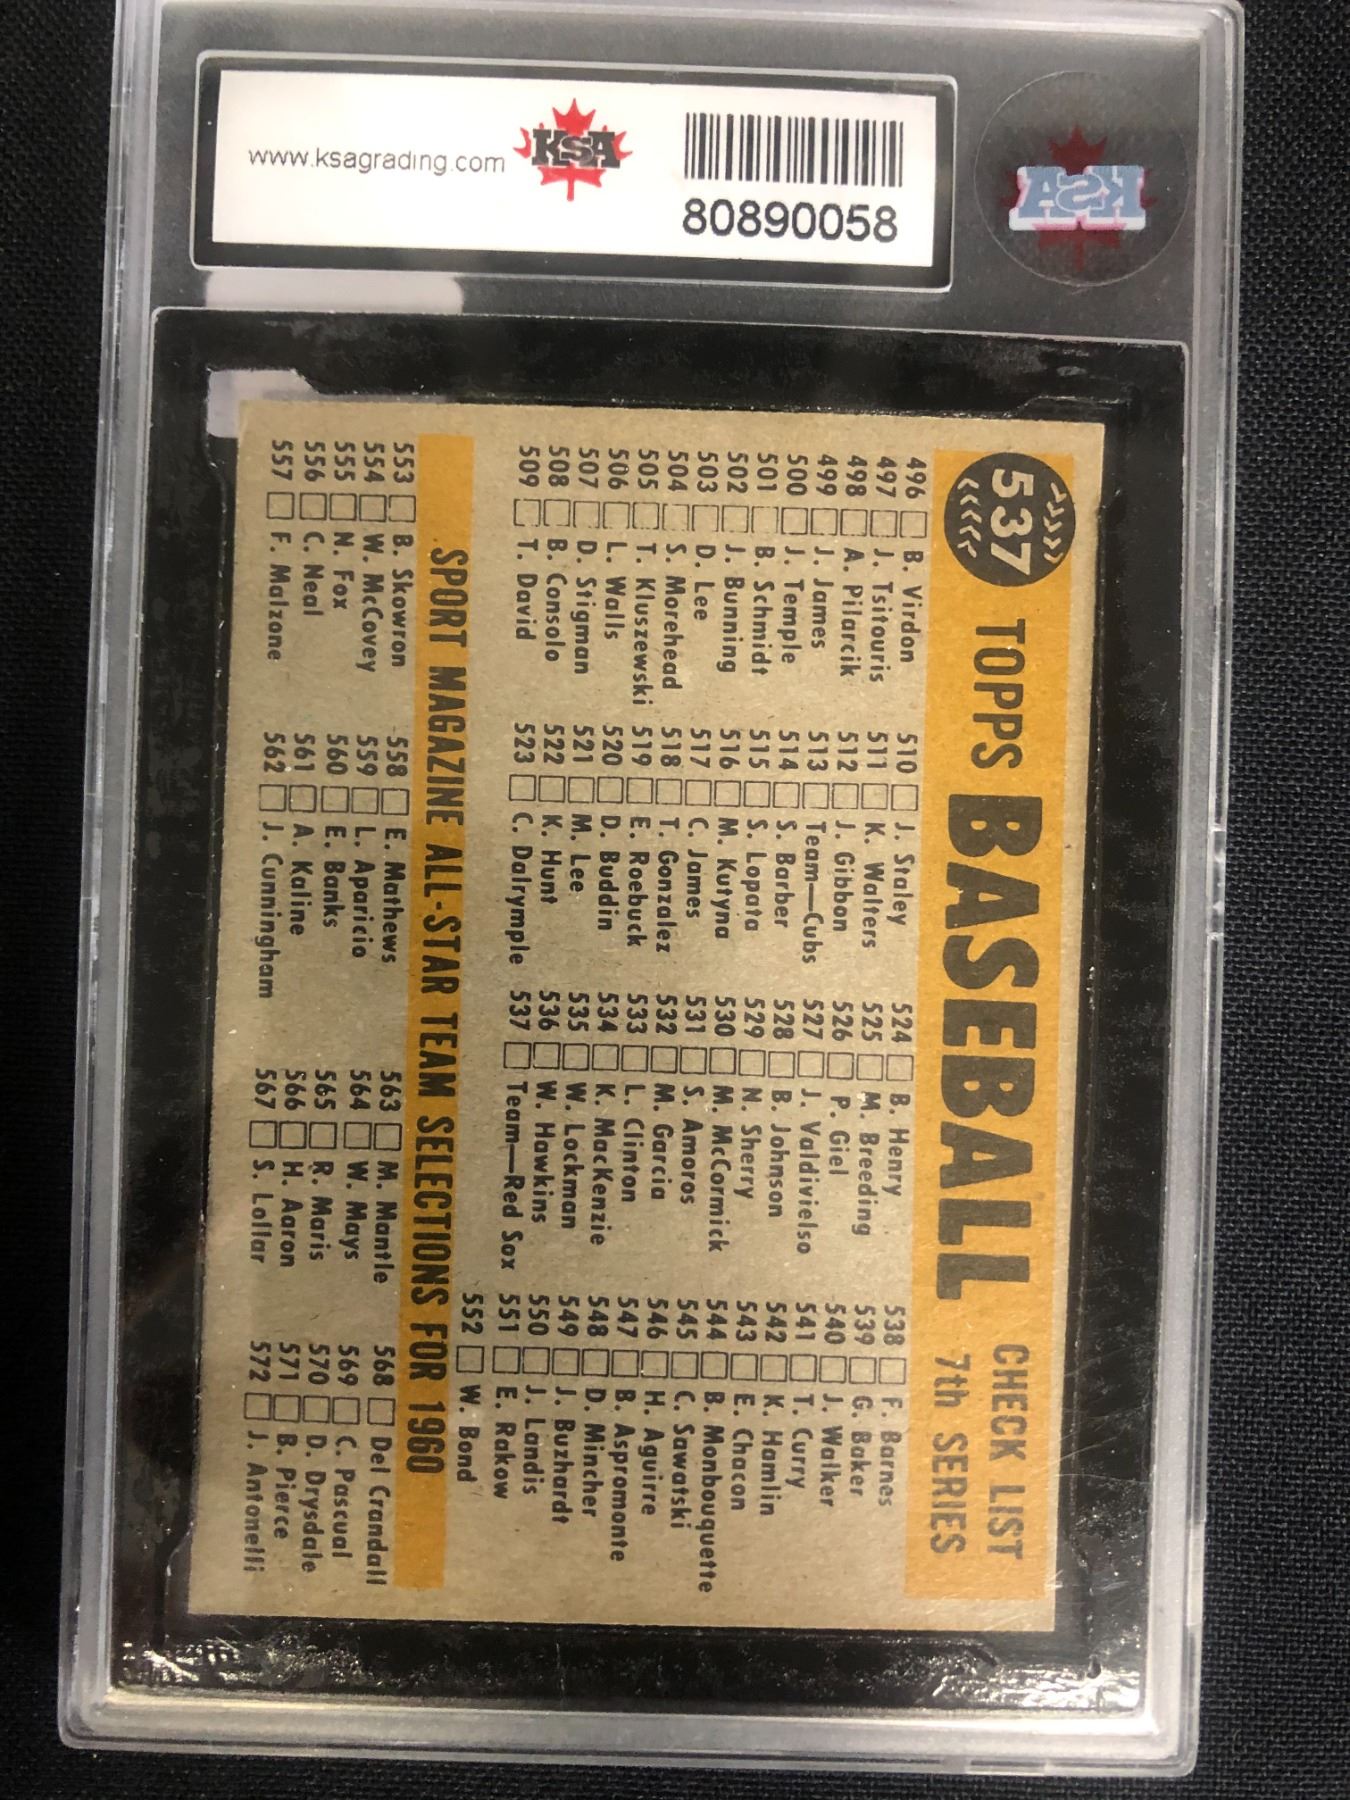 www.ksagrading.com
KSA
80890058
KSA
537
TOPPS BASEBALL CHECK LIST
7th SERIES
496 B. Virdon
497 J. Tsitouris
498 A. Pilarcik
499 J. James
500 J. Temple
501 B. Schmidt
502 J. Bunning
503 D. Lee
504 S. Morehead
505 T. Kluszewski
506 L. Walls
507 D. Stigman
508 B. Consolo
509 T. David
510 J. Staley
511 K. Walters
512 J. Gibbon
513 Team—Cubs
514 S. Barber
515 S. Lopata
516 M. Kutyna
517 C. James
518 T. Gonzalez
519 E. Roebuck
520 D. Buddin
521 M. Lee
522 K. Hunt
523 C. Dalrymple
524 B. Henry
525 M. Breeding
526 P. Giel
527 J. Valdivielso
528 B. Johnson
529 N. Sherry
530 M. McCormick
531 S. Amoros
532 M. Garcia
533 L. Clinton
534 K. MacKenzie
535 W. Lockman
536 W. Hawkins
537 Team—Red Sox
538 F. Barnes
539 G. Baker
540 J. Walker
541 T. Curry
542 K. Hamlin
543 E. Chacon
544 B. Monbouquette
545 C. Sawatski
546 H. Aguirre
547 B. Aspromonte
548 D. Mincher
549 J. Buzhardt
550 J. Landis
551 E. Rakow
552 W. Bond
SPORT MAGAZINE ALL-STAR TEAM SELECTIONS FOR 1960
553 B. Skowron
554 W. McCovey
555 N. Fox
556 C. Neal
557 F. Malzone
558 E. Mathews
559 L. Aparicio
560 E. Banks
561 A. Kaline
562 J. Cunningham
563 M. Mantle
564 W. Mays
565 R. Maris
566 H. Aaron
567 S. Lollar
568 Del Crandall
569 C. Pascual
570 D. Drysdale
571 B. Pierce
572 J. Antonelli